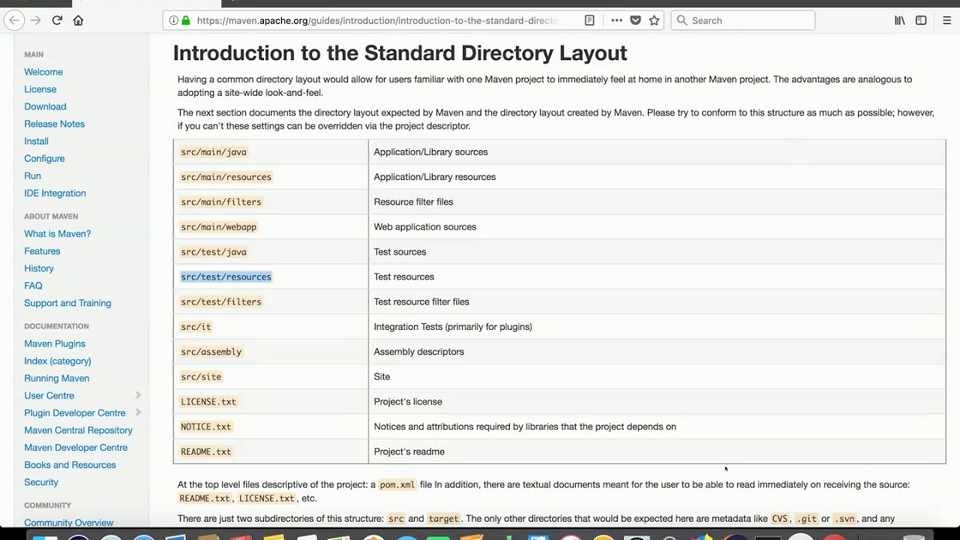 https://maven.apache.org/guides/introduction/introduction-to-the-standard-direct
Search
MAIN
Welcome
License
Download
Release Notes
Install
Configure
Run
IDE Integration
ABOUT MAVEN
What is Maven?
Features
History
FAQ
Support and Training
DOCUMENTATION
Maven Plugins
Index (category)
Running Maven
User Centre
Plugin Developer Centre
Maven Central Repository
Maven Developer Centre
Books and Resources
Security
COMMUNITY
Community Overview
Introduction to the Standard Directory Layout
Having a common directory layout would allow for users familiar with one Maven project to immediately feel at home in another Maven project. The advantages are analogous to
adopting a site-wide look-and-feel.
The next section documents the directory layout expected by Maven and the directory layout created by Maven. Please try to conform to this structure as much as possible; however,
if you can't these settings can be overridden via the project descriptor.
src/main/java Application/Library sources
src/main/resources Application/Library resources
src/main/filters Resource filter files
src/main/webapp Web application sources
src/test/java Test sources
src/test/resources Test resources
src/test/filters Test resource filter files
src/it Integration Tests (primarily for plugins)
src/assembly Assembly descriptors
src/site Site
LICENSE.txt Project's license
NOTICE.txt Notices and attributions required by libraries that the project depends on
README.txt Project's readme
At the top level files descriptive of the project: a pom.xml file In addition, there are textual documents meant for the user to be able to read immediately on receiving the source:
README.txt, LICENSE.txt, etc.
There are just two subdirectories of this structure: src and target. The only other directories that would be expected here are metadata like CVS, .git or .svn, and any